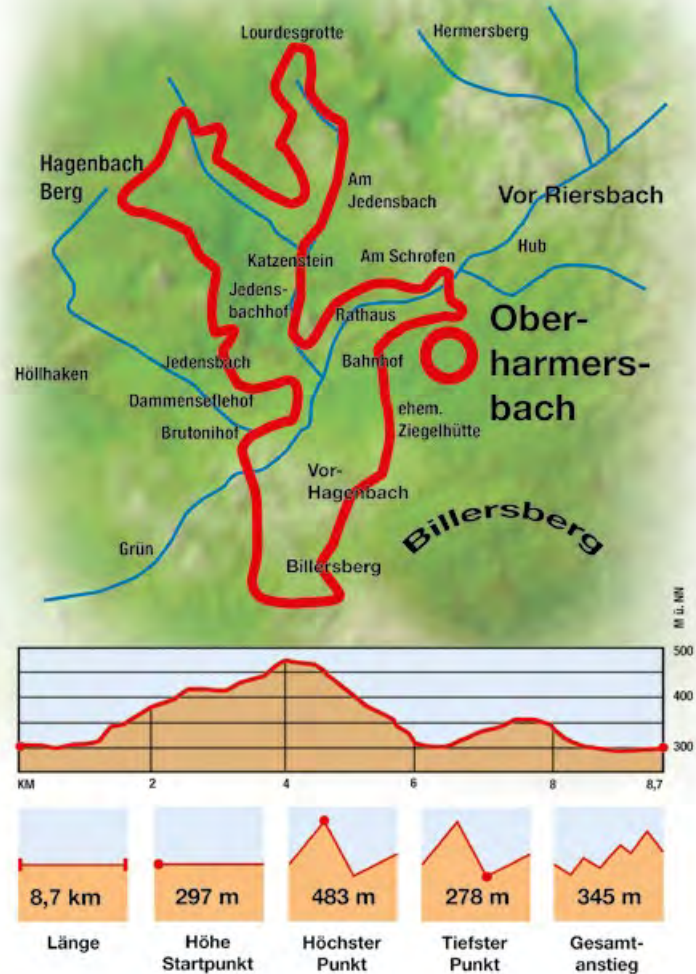 Lourdesgrotte
Hermersberg
Hagenbach
Berg
Am
Jedensbach
Vor Riersbach
Hub
Katzenstein
Am Schrofen
Jedens-
bachhof
Rathaus
Ober-
harmers-
bach
Bahnhof
Jedensbach
Höllhaken
Dammenseflehof
Brutonihof
ehem.
Ziegelhütte
Vor-
Hagenbach
Billersberg
Grün
Billersberg
M ü. NN
500
400
300
KM
2
4
6
8
8,7
8,7 km
297 m
483 m
278 m
345 m
Länge
Höhe
Startpunkt
Höchster
Punkt
Tiefster
Punkt
Gesamt-
anstieg